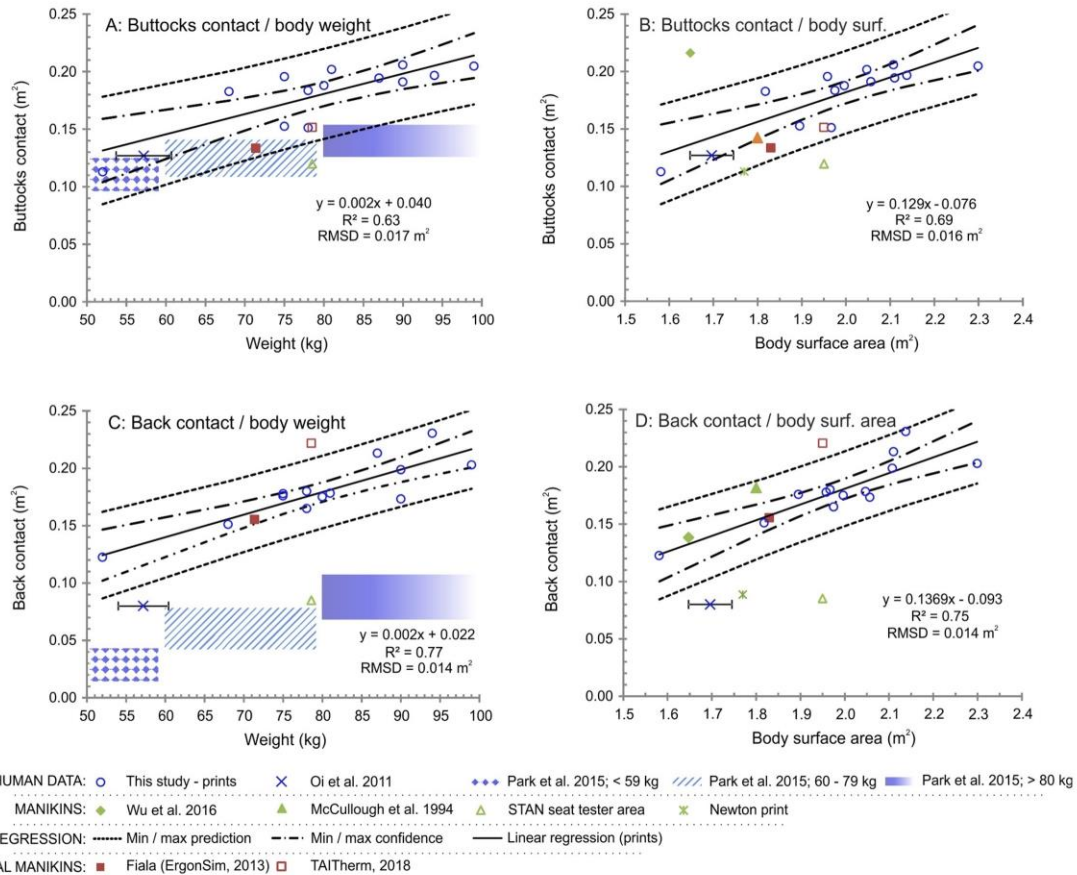 A: Buttocks contact / body weight
Buttocks contact (m²)
0.25
0.20
0.15
0.10
0.05
0.00
y = 0.002x + 0.040
R² = 0.63
RMSD = 0.017 m²
50 55 60 65 70 75 80 85 90 95 100
Weight (kg)
B: Buttocks contact / body surf.
Buttocks contact (m²)
0.25
0.20
0.15
0.10
0.05
0.00
y = 0.129x - 0.076
R² = 0.69
RMSD = 0.016 m²
1.5 1.6 1.7 1.8 1.9 2.0 2.1 2.2 2.3 2.4
Body surface area (m²)
C: Back contact / body weight
Back contact (m²)
0.25
0.20
0.15
0.10
0.05
0.00
y = 0.002x + 0.022
R² = 0.77
RMSD = 0.014 m²
50 55 60 65 70 75 80 85 90 95 100
Weight (kg)
D: Back contact / body surf. area
Back contact (m²)
0.25
0.20
0.15
0.10
0.05
0.00
y = 0.1369x - 0.093
R² = 0.75
RMSD = 0.014 m²
1.5 1.6 1.7 1.8 1.9 2.0 2.1 2.2 2.3 2.4
Body surface area (m²)
HUMAN DATA: This study - prints Oi et al. 2011 Park et al. 2015; < 59 kg Park et al. 2015; 60 - 79 kg Park et al. 2015; > 80 kg
MANIKINS: Wu et al. 2016 McCullough et al. 1994 STAN seat tester area Newton print
EGRESSION: Min / max prediction Min / max confidence Linear regression (prints)
AL MANIKINS: Fiala (ErgonSim, 2013) TAITherm, 2018